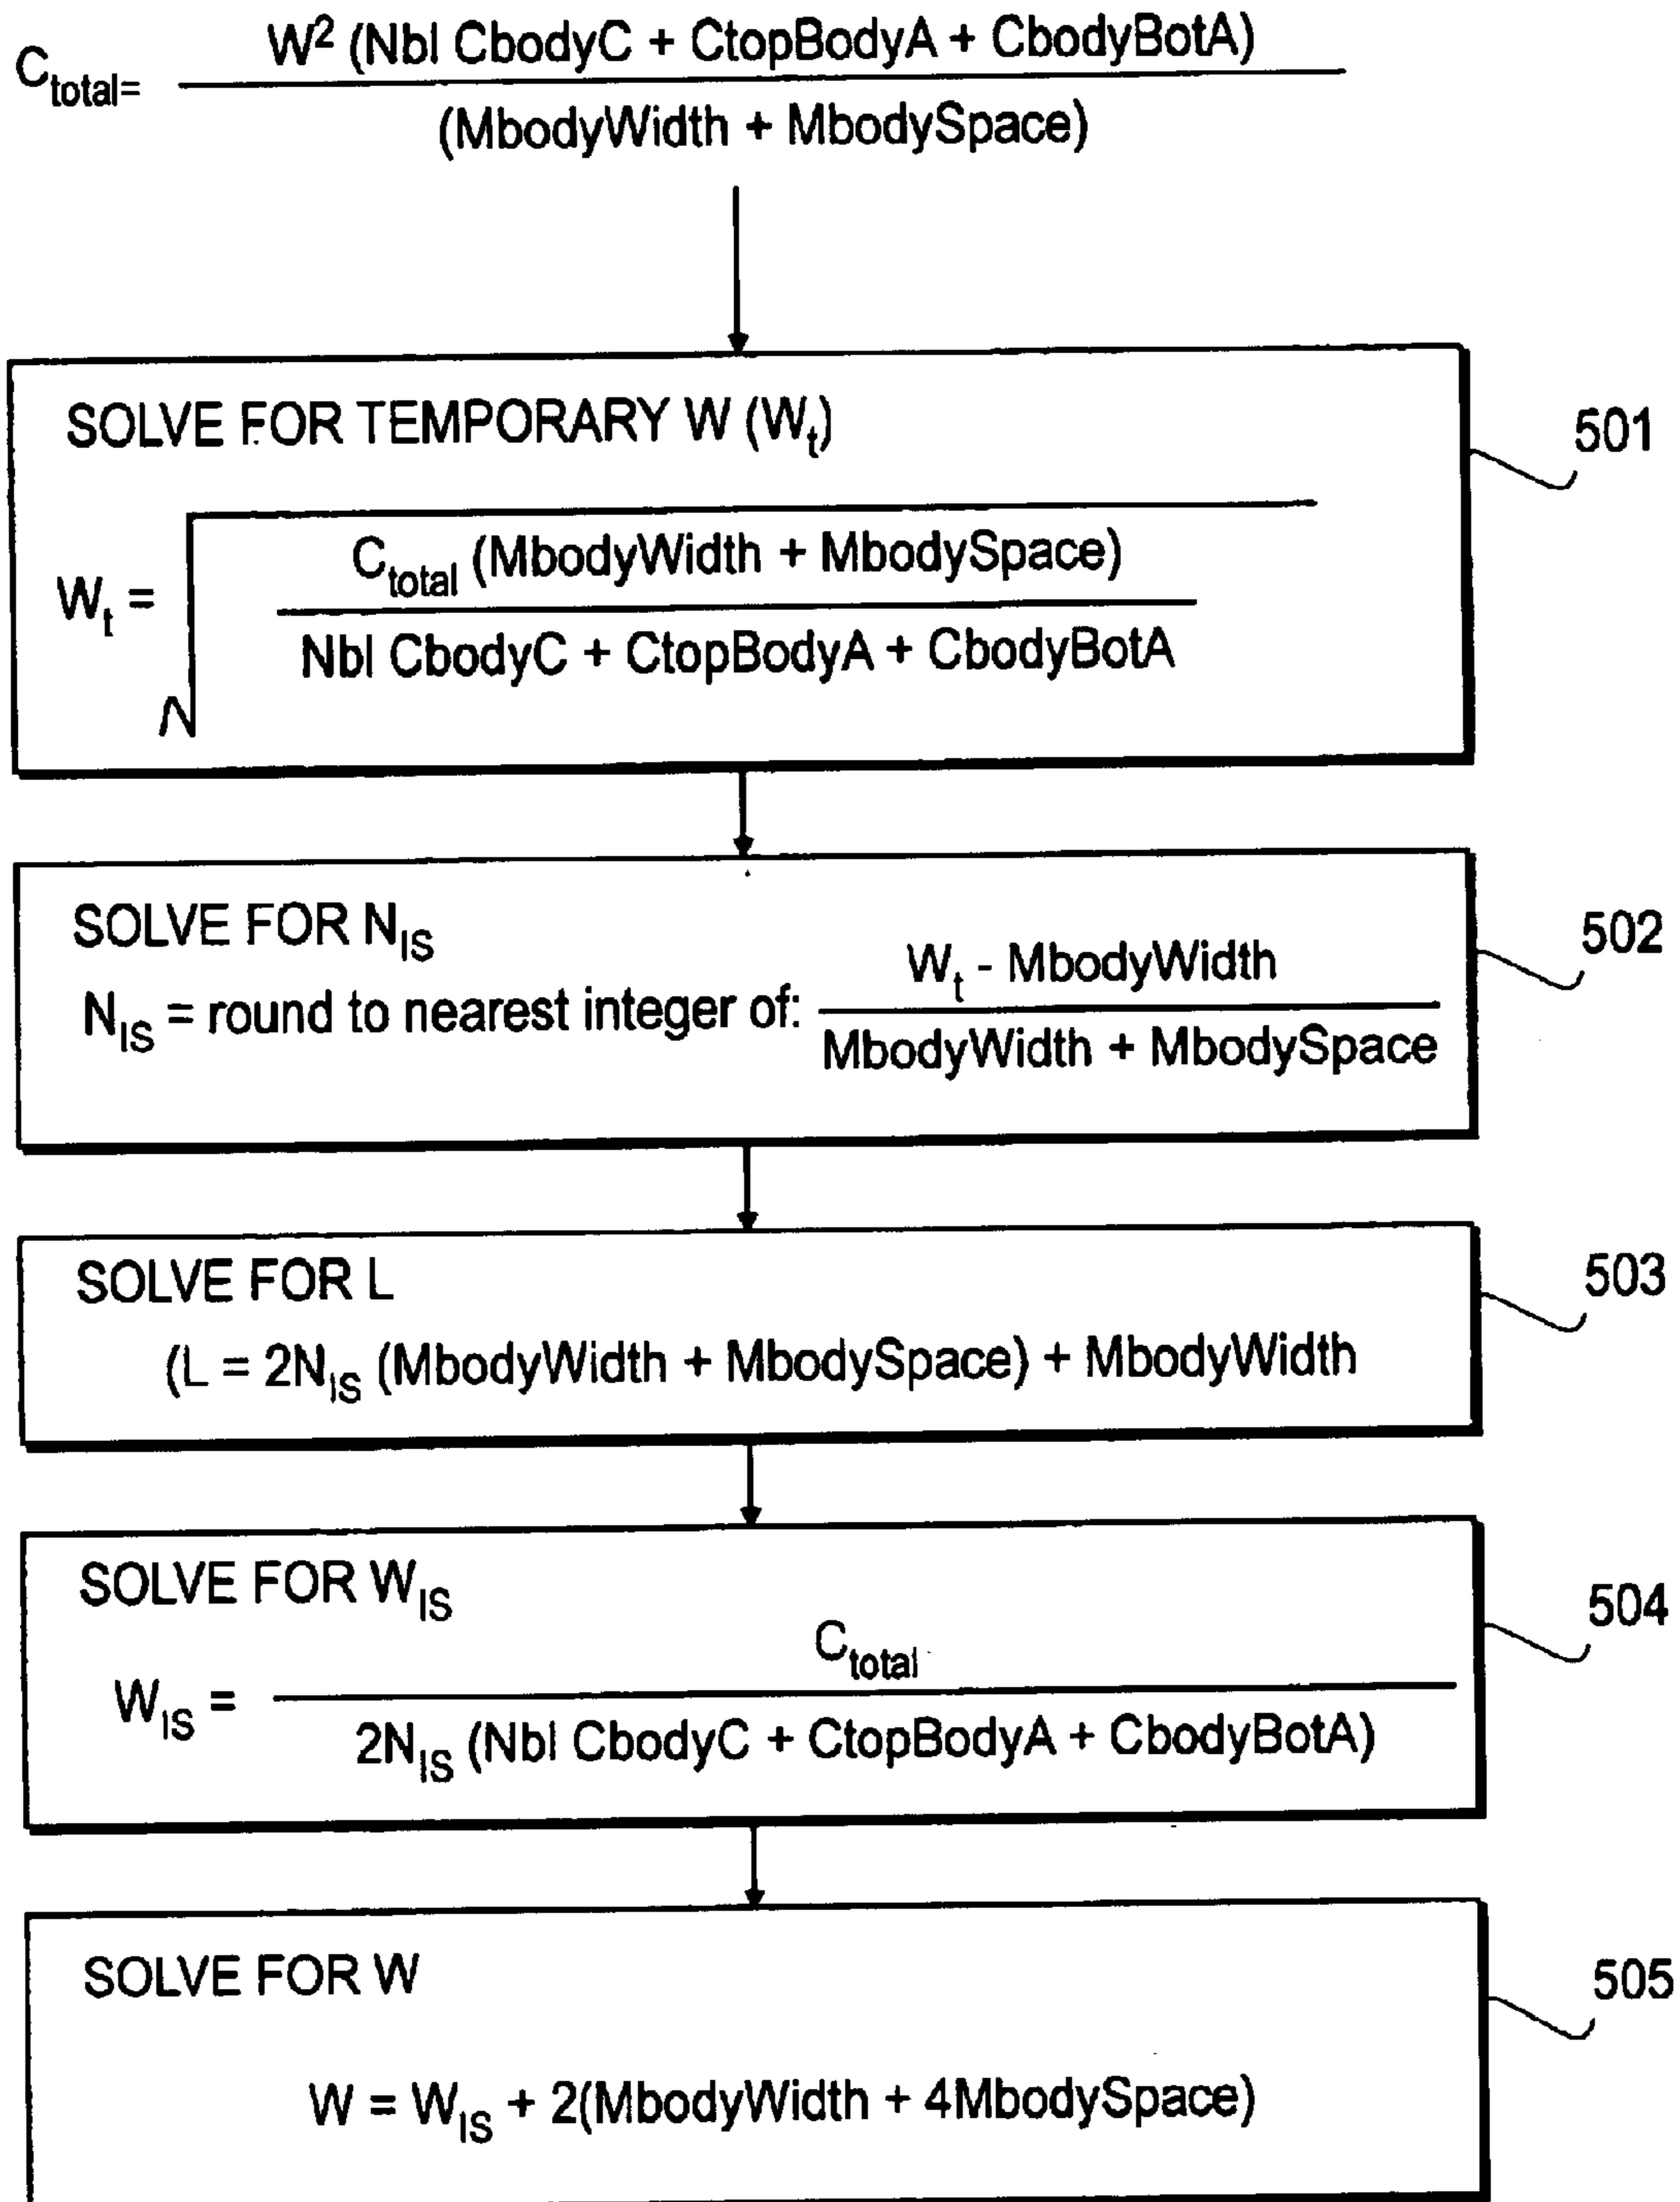 W² (Nbl CbodyC + CtopBodyA + CbodyBotA)
C_total=
(MbodyWidth + MbodySpace)
SOLVE FOR TEMPORARY W (W_t)
501
C_total (MbodyWidth + MbodySpace)
W_t =
Nbl CbodyC + CtopBodyA + CbodyBotA
SOLVE FOR N_IS
502
W_t - MbodyWidth
N_IS = round to nearest integer of:
MbodyWidth + MbodySpace
SOLVE FOR L
503
(L = 2N_IS (MbodyWidth + MbodySpace) + MbodyWidth
SOLVE FOR W_IS
504
C_total
W_IS =
2N_IS (Nbl CbodyC + CtopBodyA + CbodyBotA)
SOLVE FOR W
505
W = W_IS + 2(MbodyWidth + 4MbodySpace)